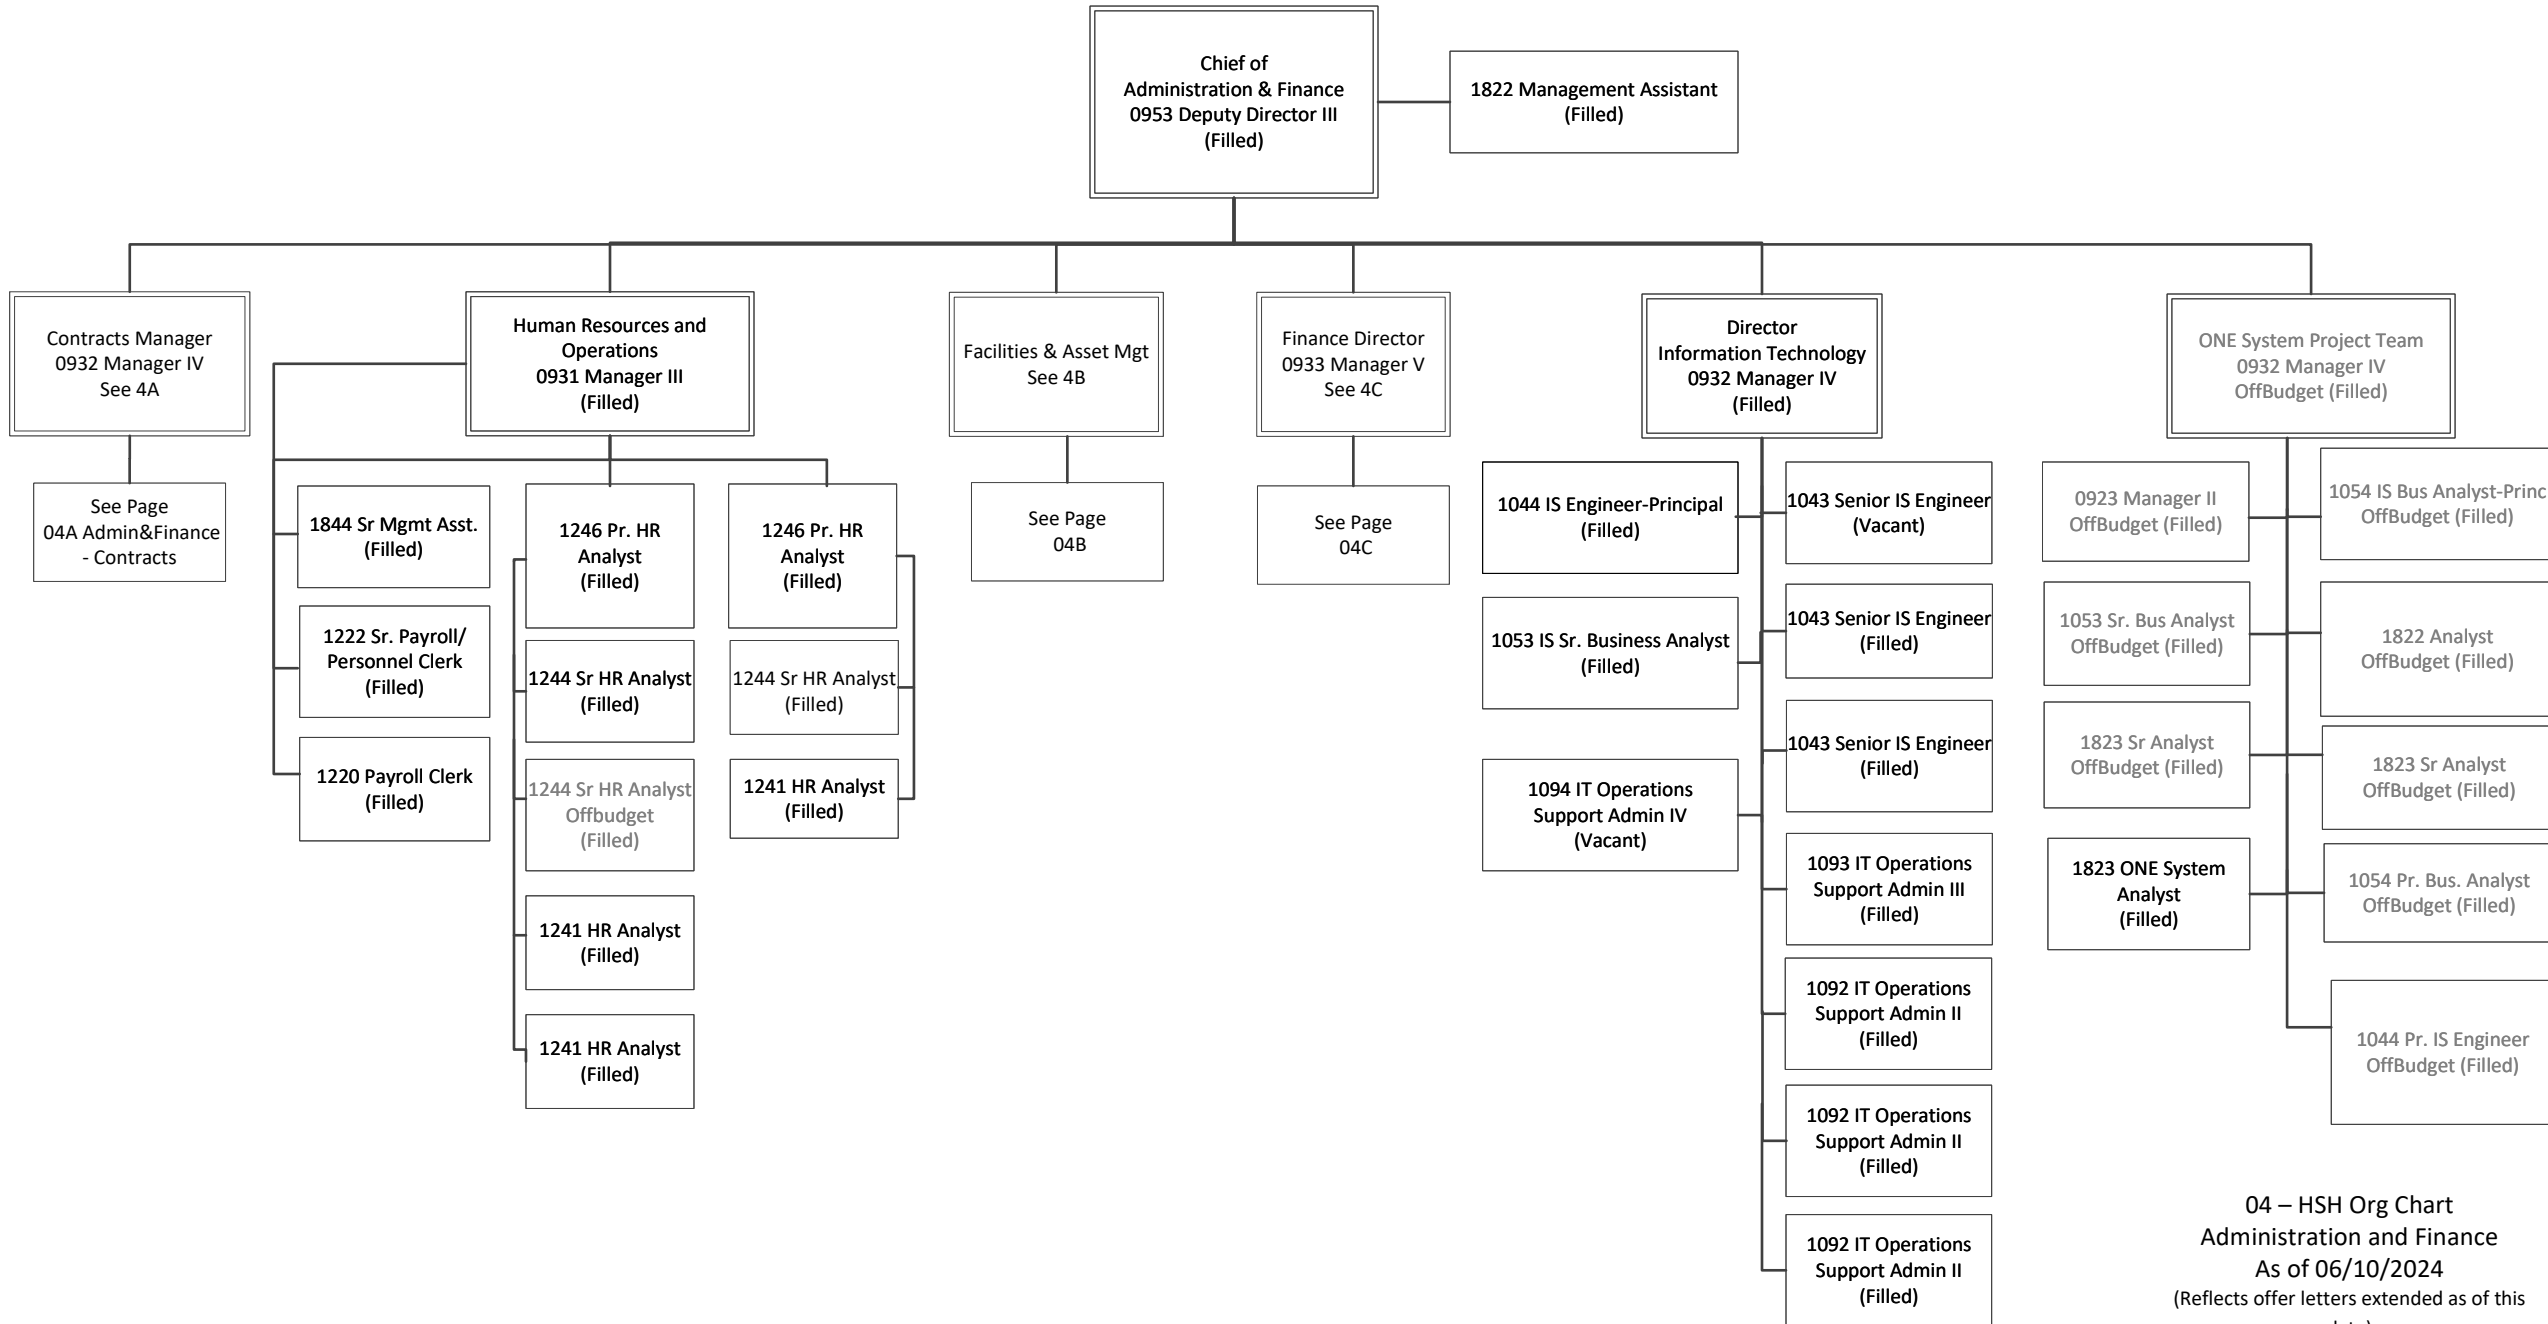 Chief of
Administration & Finance
0953 Deputy Director III
(Filled)
1822 Management Assistant
(Filled)
Contracts Manager
0932 Manager IV
See 4A
Human Resources and
Operations
0931 Manager III
(Filled)
Facilities & Asset Mgt
See 4B
Finance Director
0933 Manager V
See 4C
Director
Information Technology
0932 Manager IV
(Filled)
ONE System Project Team
0932 Manager IV
OffBudget (Filled)
See Page
04A Admin&Finance
- Contracts
1844 Sr Mgmt Asst.
(Filled)
1222 Sr. Payroll/
Personnel Clerk
(Filled)
1220 Payroll Clerk
(Filled)
1246 Pr. HR
Analyst
(Filled)
1244 Sr HR Analyst
(Filled)
1244 Sr HR Analyst
Offbudget
(Filled)
1241 HR Analyst
(Filled)
1241 HR Analyst
(Filled)
1246 Pr. HR
Analyst
(Filled)
1244 Sr HR Analyst
(Filled)
1241 HR Analyst
(Filled)
See Page
04B
See Page
04C
1044 IS Engineer-Principal
(Filled)
1053 IS Sr. Business Analyst
(Filled)
1094 IT Operations
Support Admin IV
(Vacant)
1043 Senior IS Engineer
(Vacant)
1043 Senior IS Engineer
(Filled)
1043 Senior IS Engineer
(Filled)
1093 IT Operations
Support Admin III
(Filled)
1092 IT Operations
Support Admin II
(Filled)
1092 IT Operations
Support Admin II
(Filled)
1092 IT Operations
Support Admin II
(Filled)
0923 Manager II
OffBudget (Filled)
1053 Sr. Bus Analyst
OffBudget (Filled)
1823 Sr Analyst
OffBudget (Filled)
1823 ONE System
Analyst
(Filled)
1054 IS Bus Analyst-Princ
OffBudget (Filled)
1822 Analyst
OffBudget (Filled)
1823 Sr Analyst
OffBudget (Filled)
1054 Pr. Bus. Analyst
OffBudget (Filled)
1044 Pr. IS Engineer
OffBudget (Filled)
04 – HSH Org Chart
Administration and Finance
As of 06/10/2024
(Reflects offer letters extended as of this